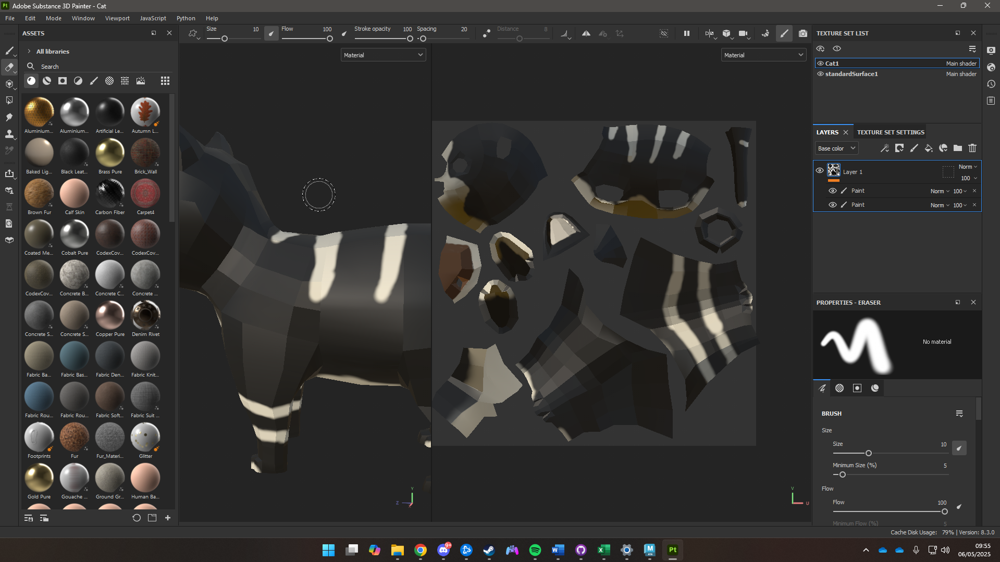 Pt Adobe Substance 3D Painter - Cat
File Edit Mode Window Viewport JavaScript Python Help
ASSETS
Size 10 Flow 100 Stroke opacity 100 Spacing 20 Distance 8
TEXTURE SET LIST
All libraries
Material
Material
Search
Cat1 Main shader
standardSurface1 Main shader
Aluminium... Aluminium... Artificial Le... Autumn L...
LAYERS TEXTURE SET SETTINGS
Base color
Baked Lig... Black Leat... Brass Pure Brick_Wall
Layer 1 Norm
100
Paint Norm 100
Paint Norm 100
Brown Fur Calf Skin Carbon Fiber Carpet4
Coated Me... Cobalt Pure CodexCov... CodexCov...
CodexCov... Concrete B... Concrete C... Concrete ...
PROPERTIES - ERASER
Concrete S... Concrete S... Copper Pure Denim Rivet
No material
Fabric Ba... Fabric Bas... Fabric Den... Fabric Knit...
Fabric Rou... Fabric Rou... Fabric Soft... Fabric Suit ...
BRUSH
Size
Size 10
Minimum Size (%) 5
Footprints Fur Fur_Materi... Glitter
Flow
Gold Pure Gouache ... Ground Gr... Human Ba...
Flow 100
Minimum Flow (%) 5
Y
Z
X
V
U
Cache Disk Usage: 79% | Version: 8.3.0
9+
M
Pt
09:55
06/05/2025